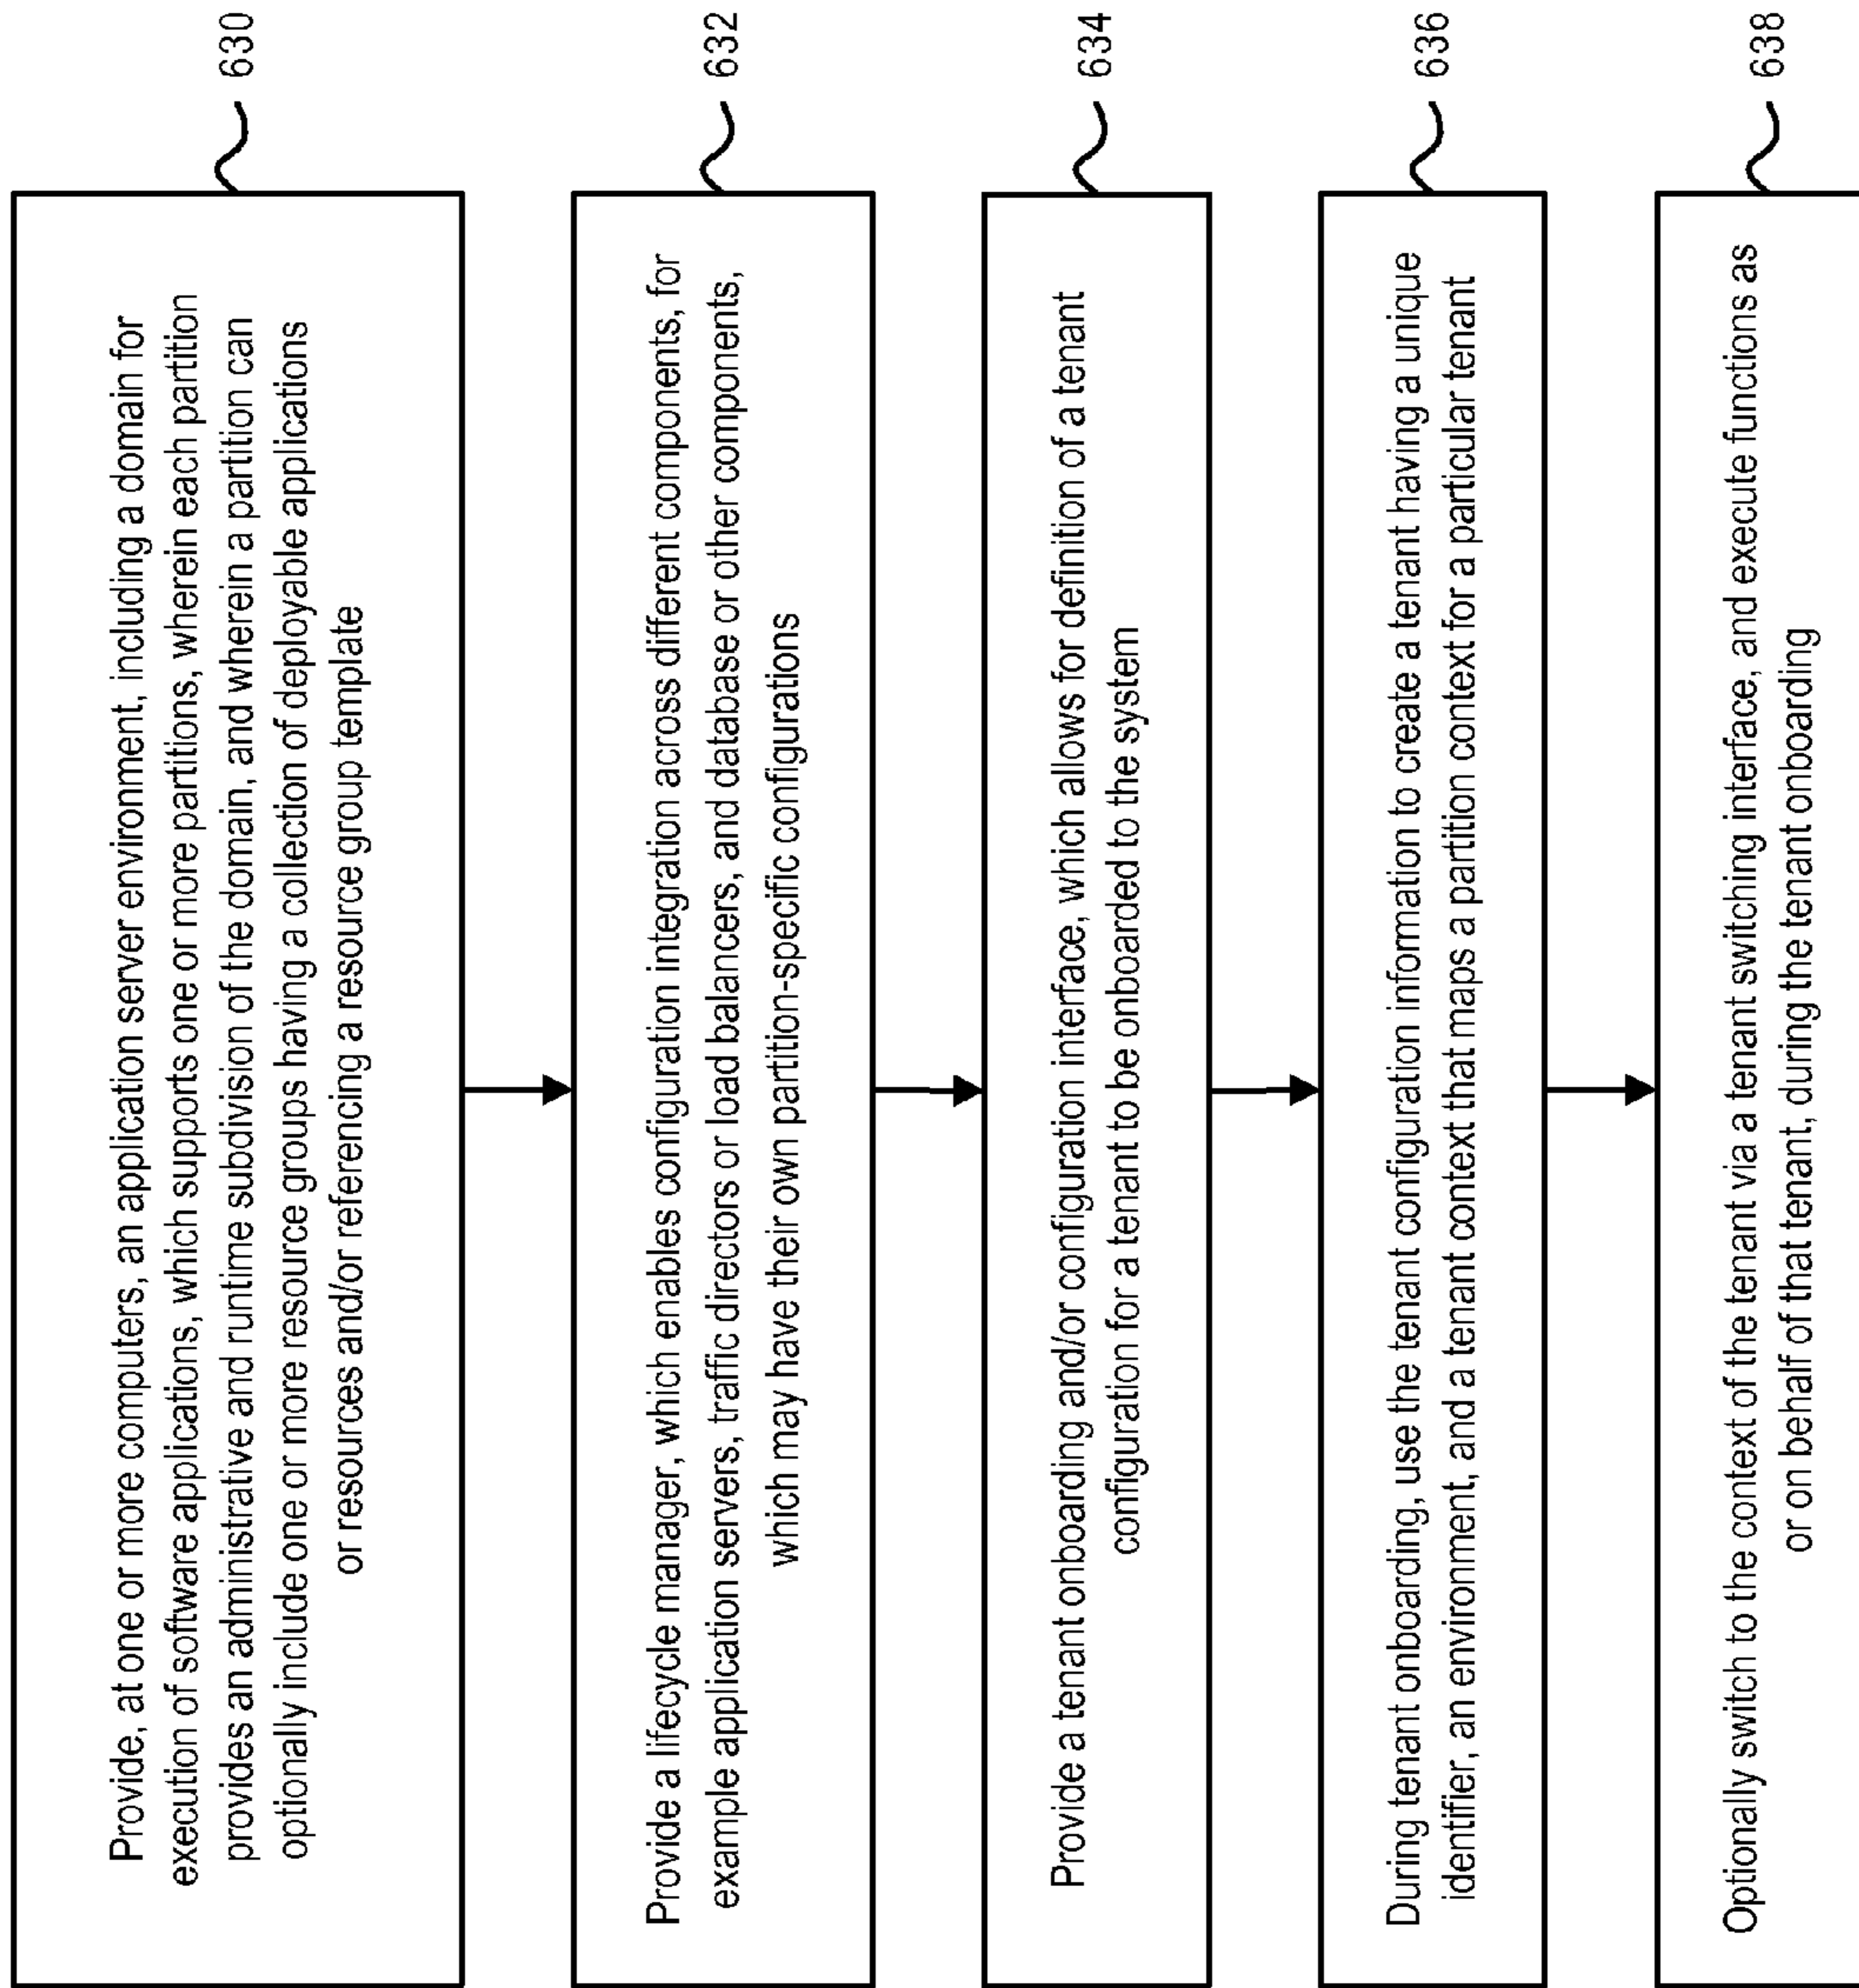 Provide, at one or more computers, an application server environment, including a domain for
execution of software applications, which supports one or more partitions, wherein each partition
provides an administrative and runtime subdivision of the domain, and wherein a partition can
optionally include one or more resource groups having a collection of deployable applications
or resources and/or referencing a resource group template
630
Provide a lifecycle manager, which enables configuration integration across different components, for
example application servers, traffic directors or load balancers, and database or other components,
which may have their own partition-specific configurations
632
Provide a tenant onboarding and/or configuration interface, which allows for definition of a tenant
configuration for a tenant to be onboarded to the system
634
During tenant onboarding, use the tenant configuration information to create a tenant having a unique
identifier, an environment, and a tenant context that maps a partition context for a particular tenant
636
Optionally switch to the context of the tenant via a tenant switching interface, and execute functions as
or on behalf of that tenant, during the tenant onboarding
638